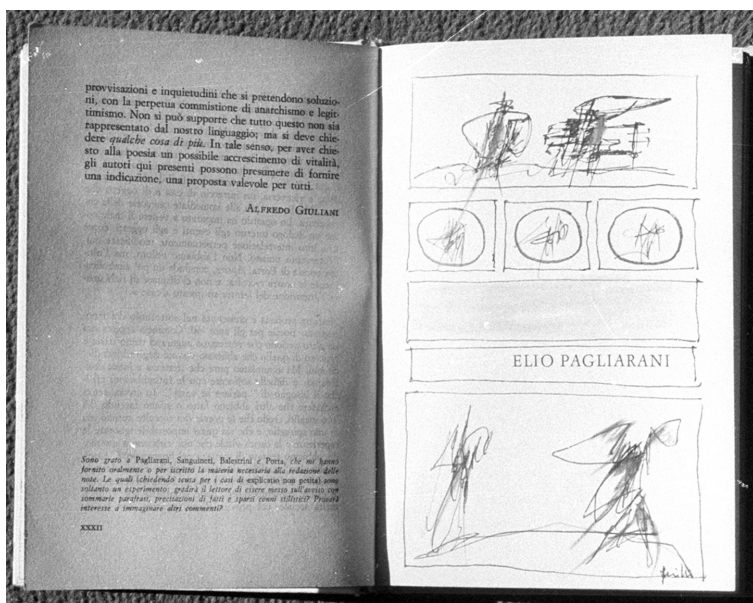 provvisazioni e inquietudini che si pretendono soluzio-
ni, con la perpetua commistione di anarchismo e legit-
timismo. Non si può supporre che tutto questo non sia
rappresentato dal nostro linguaggio; ma si deve chie-
dere qualche cosa di più. In tale senso, per aver chie-
sto alla poesia un possibile accrescimento di vitalità,
gli autori qui presenti possono presumere di fornire
una indicazione, una proposta valevole per tutti.
ALFREDO GIULIANI
Sono grato a Pagliarani, Sanguineti, Balestrini e Porta, che mi hanno
fornito oralmente o per iscritto la materia necessaria alla redazione delle
note. Le quali (chiedendo scusa per i casi di explicatio non petita) sono
soltanto un esperimento: gradirà il lettore di essere messo sull'avviso con
sommarie parafrasi, precisazioni di fatti e sparsi cenni stilistici? Proverà
interesse a immaginare altri commenti?
XXXII
ELIO PAGLIARANI